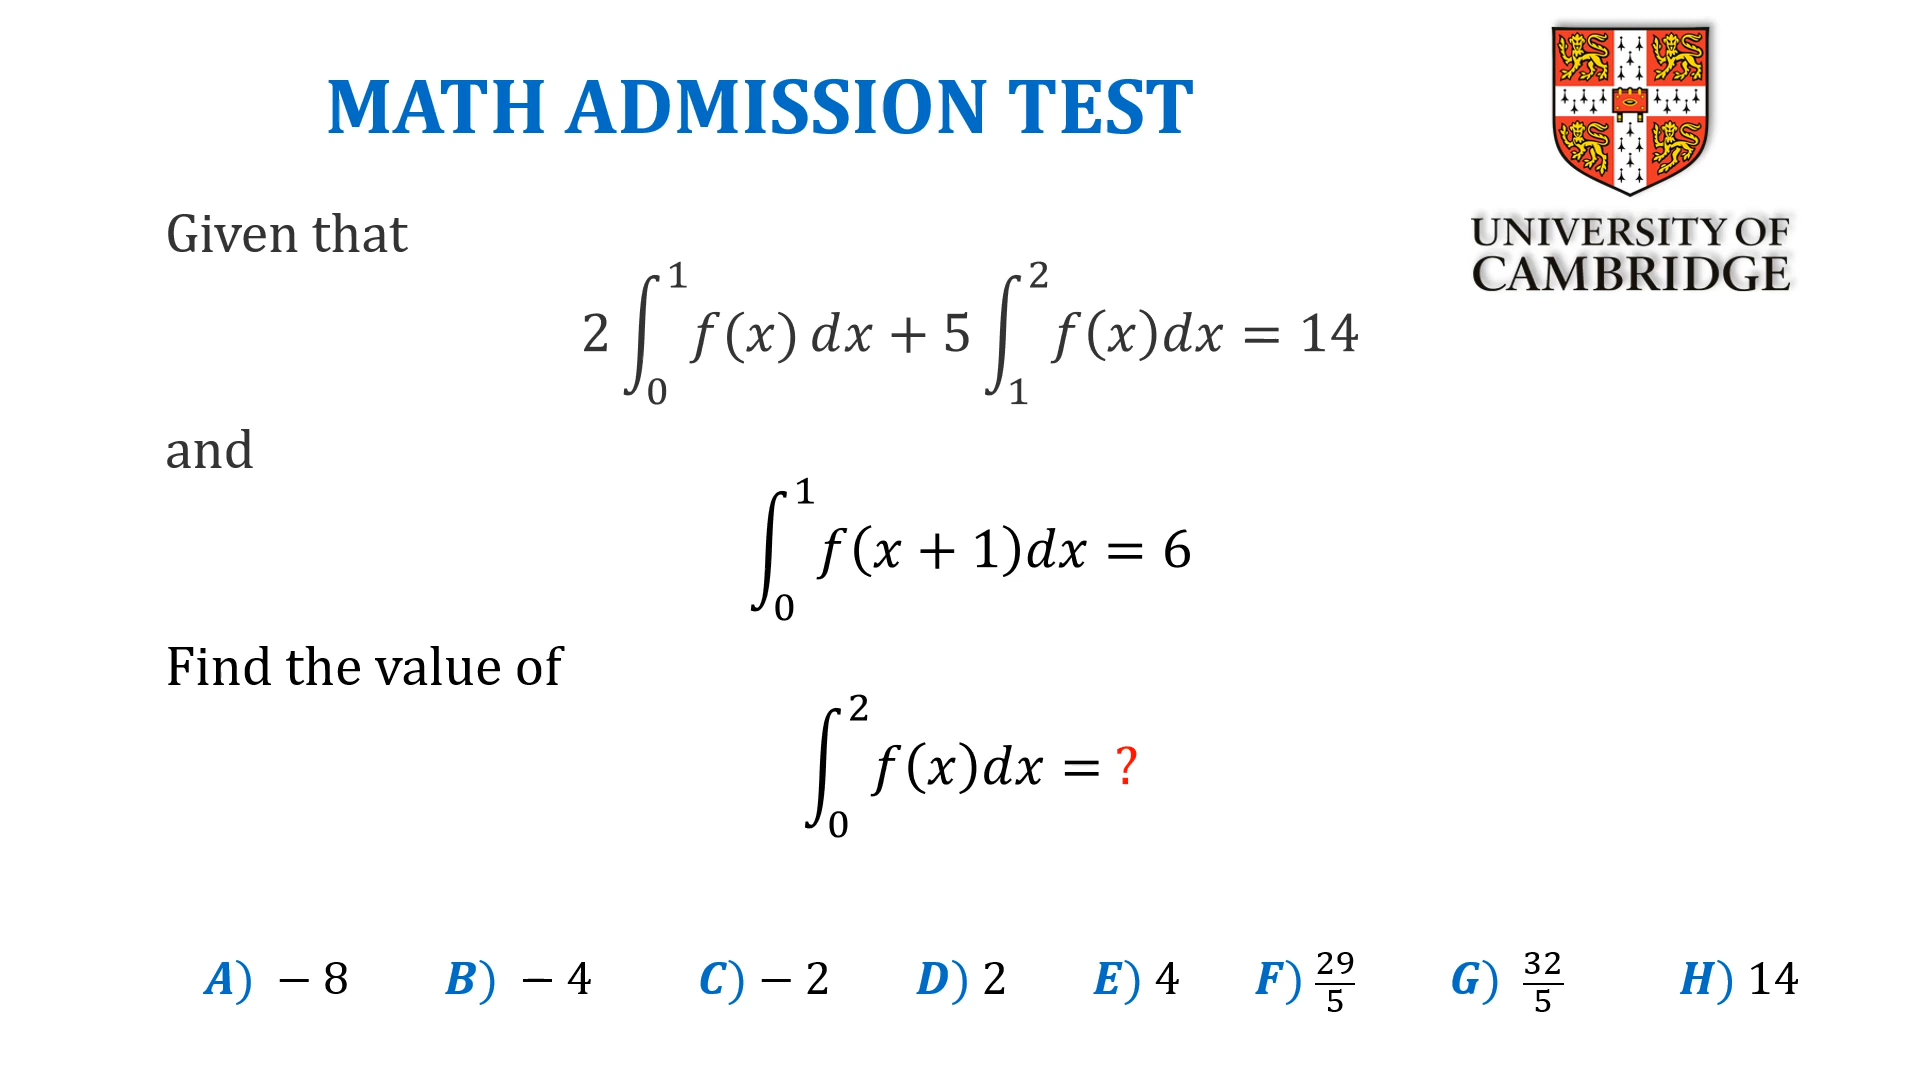 MATH ADMISSION TEST
UNIVERSITY OF
CAMBRIDGE
Given that
2 ∫₀¹ f(x) dx + 5 ∫₁² f(x)dx = 14
and
∫₀¹ f(x + 1)dx = 6
Find the value of
∫₀² f(x)dx = ?
A) − 8 B) − 4 C) − 2 D) 2 E) 4 F) 29/5 G) 32/5 H) 14